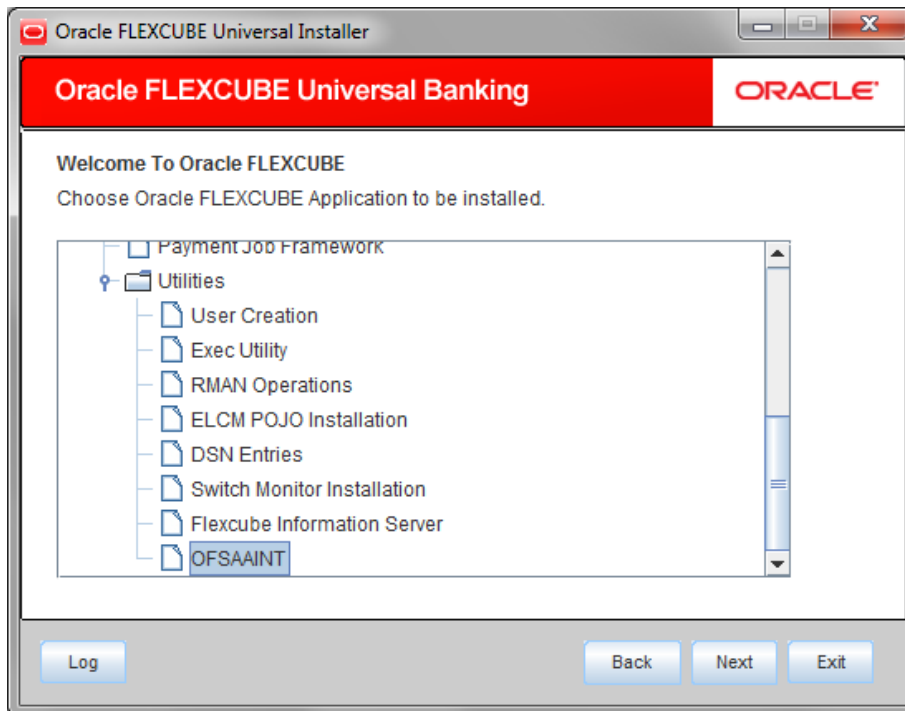 Oracle FLEXCUBE Universal Installer
Oracle FLEXCUBE Universal Banking
ORACLE®
Welcome To Oracle FLEXCUBE
Choose Oracle FLEXCUBE Application to be installed.
Payment Job Framework
Utilities
User Creation
Exec Utility
RMAN Operations
ELCM POJO Installation
DSN Entries
Switch Monitor Installation
Flexcube Information Server
OFSAAINT
Log Back Next Exit